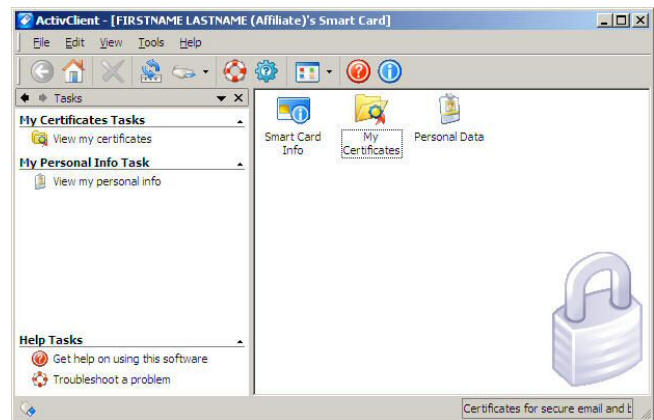 ActivClient - [FIRSTNAME LASTNAME (Affiliate)'s Smart Card]
File Edit View Tools Help
Tasks
My Certificates Tasks
View my certificates
My Personal Info Task
View my personal info
Smart Card Info
My Certificates
Personal Data
Help Tasks
Get help on using this software
Troubleshoot a problem
Certificates for secure email and b